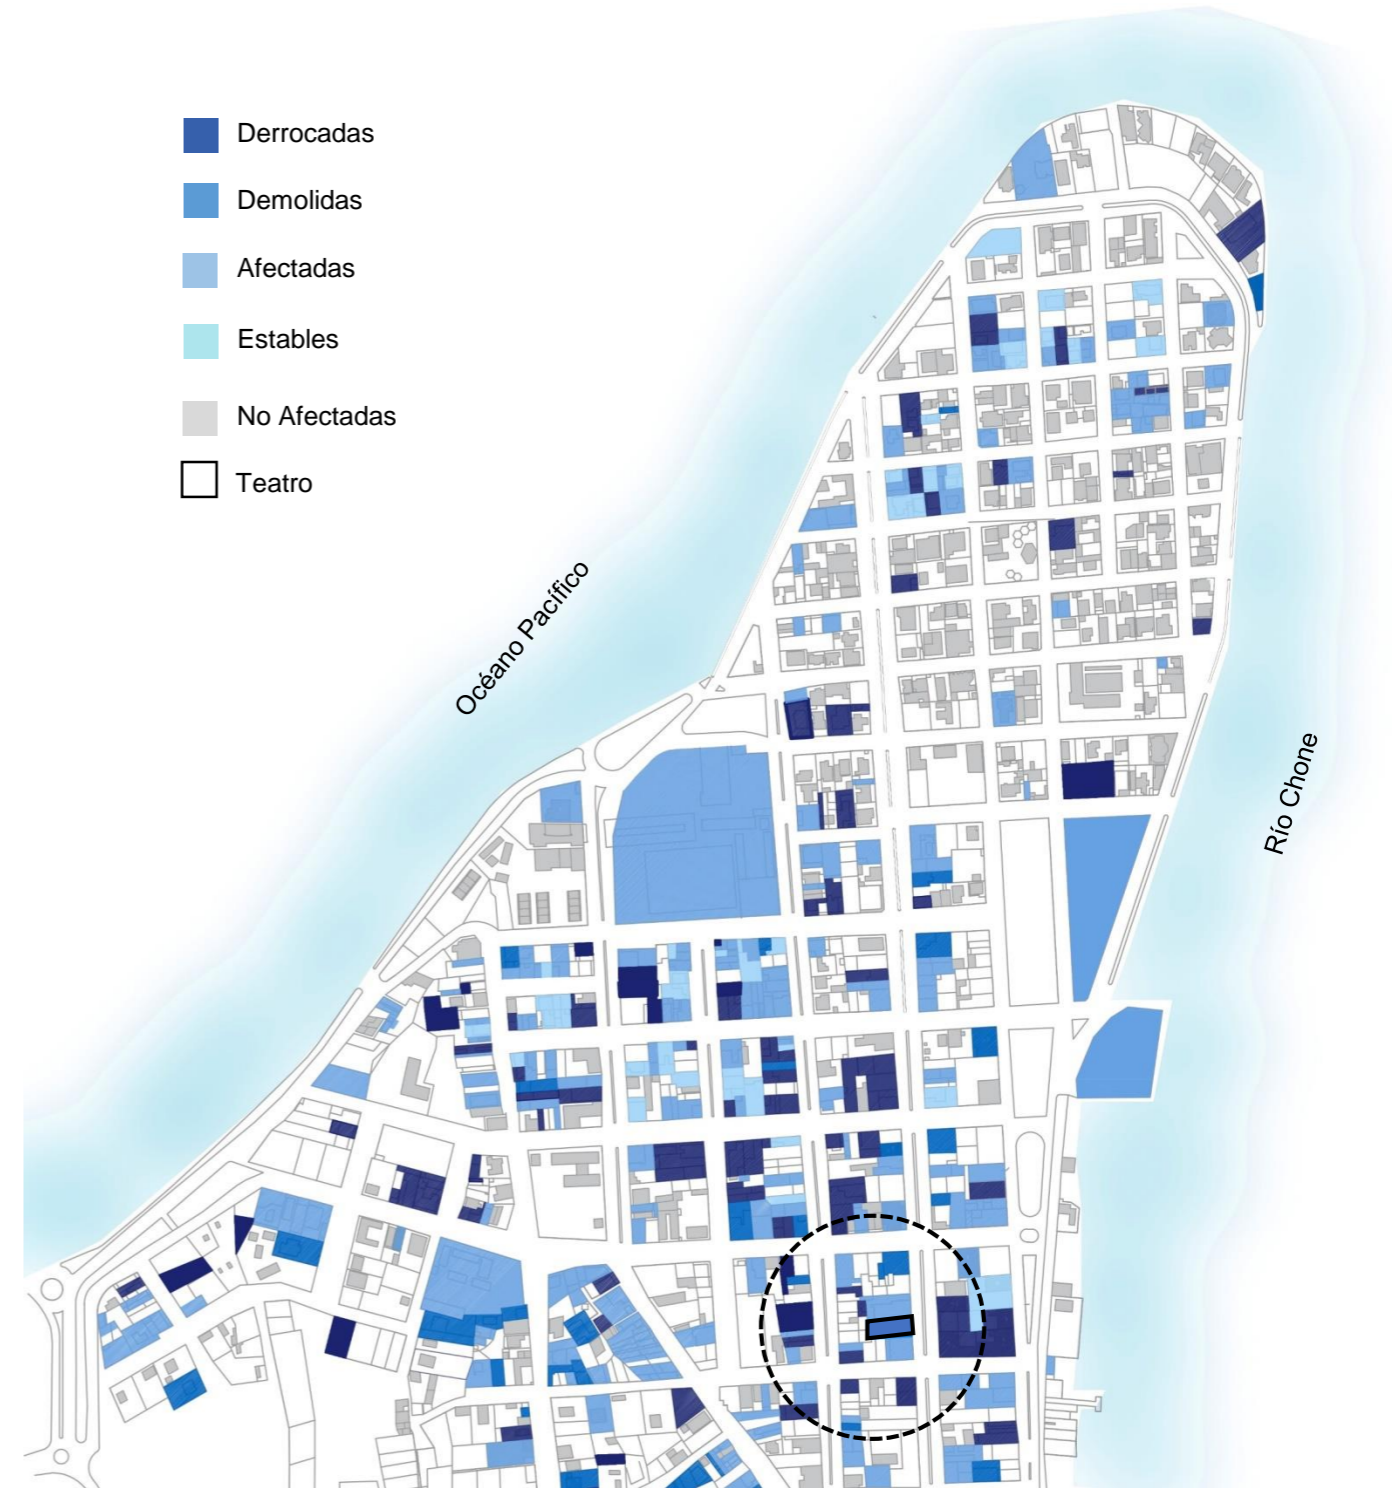 Derrocadas
Demolidas
Afectadas
Estables
No Afectadas
Teatro
Océano Pacífico
Río Chone